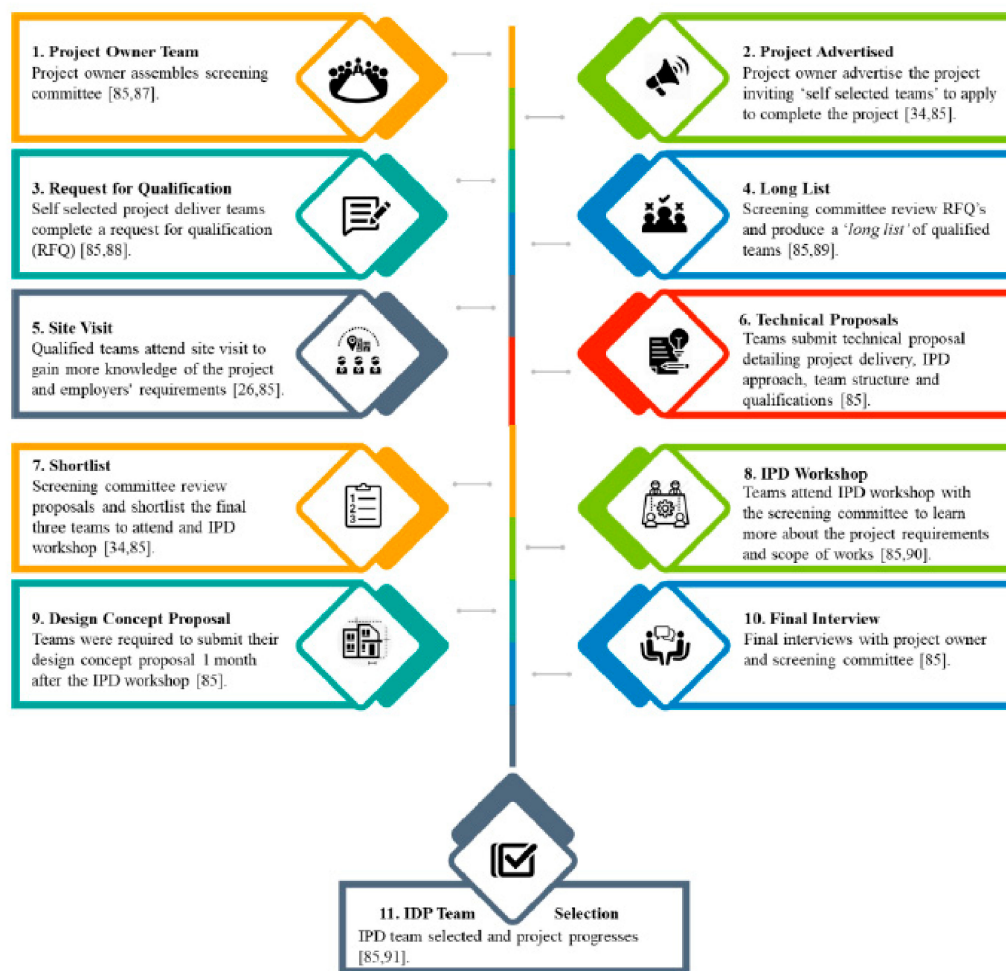 1. Project Owner Team
Project owner assembles screening
committee [85,87].
2. Project Advertised
Project owner advertise the project
inviting ‘self selected teams’ to apply
to complete the project [34,85].
3. Request for Qualification
Self selected project deliver teams
complete a request for qualification
(RFQ) [85,88].
4. Long List
Screening committee review RFQ’s
and produce a ‘long list’ of qualified
teams [85,89].
5. Site Visit
Qualified teams attend site visit to
gain more knowledge of the project
and employers' requirements [26,85].
6. Technical Proposals
Teams submit technical proposal
detailing project delivery, IPD
approach, team structure and
qualifications [85].
7. Shortlist
Screening committee review
proposals and shortlist the final
three teams to attend and IPD
workshop [34,85].
1
2
3
8. IPD Workshop
Teams attend IPD workshop with
the screening committee to learn
more about the project requirements
and scope of works [85,90].
9. Design Concept Proposal
Teams were required to submit their
design concept proposal 1 month
after the IPD workshop [85].
10. Final Interview
Final interviews with project owner
and screening committee [85].
11. IDP Team Selection
IPD team selected and project progresses
[85,91].